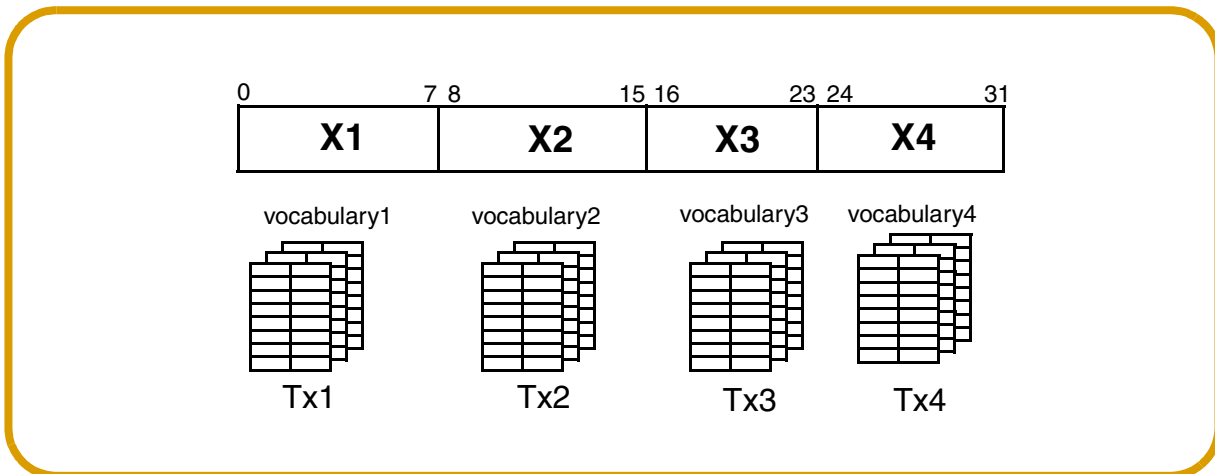 0 7 8 15 16 23 24 31
X1 X2 X3 X4
vocabulary1 vocabulary2 vocabulary3 vocabulary4
Tx1 Tx2 Tx3 Tx4